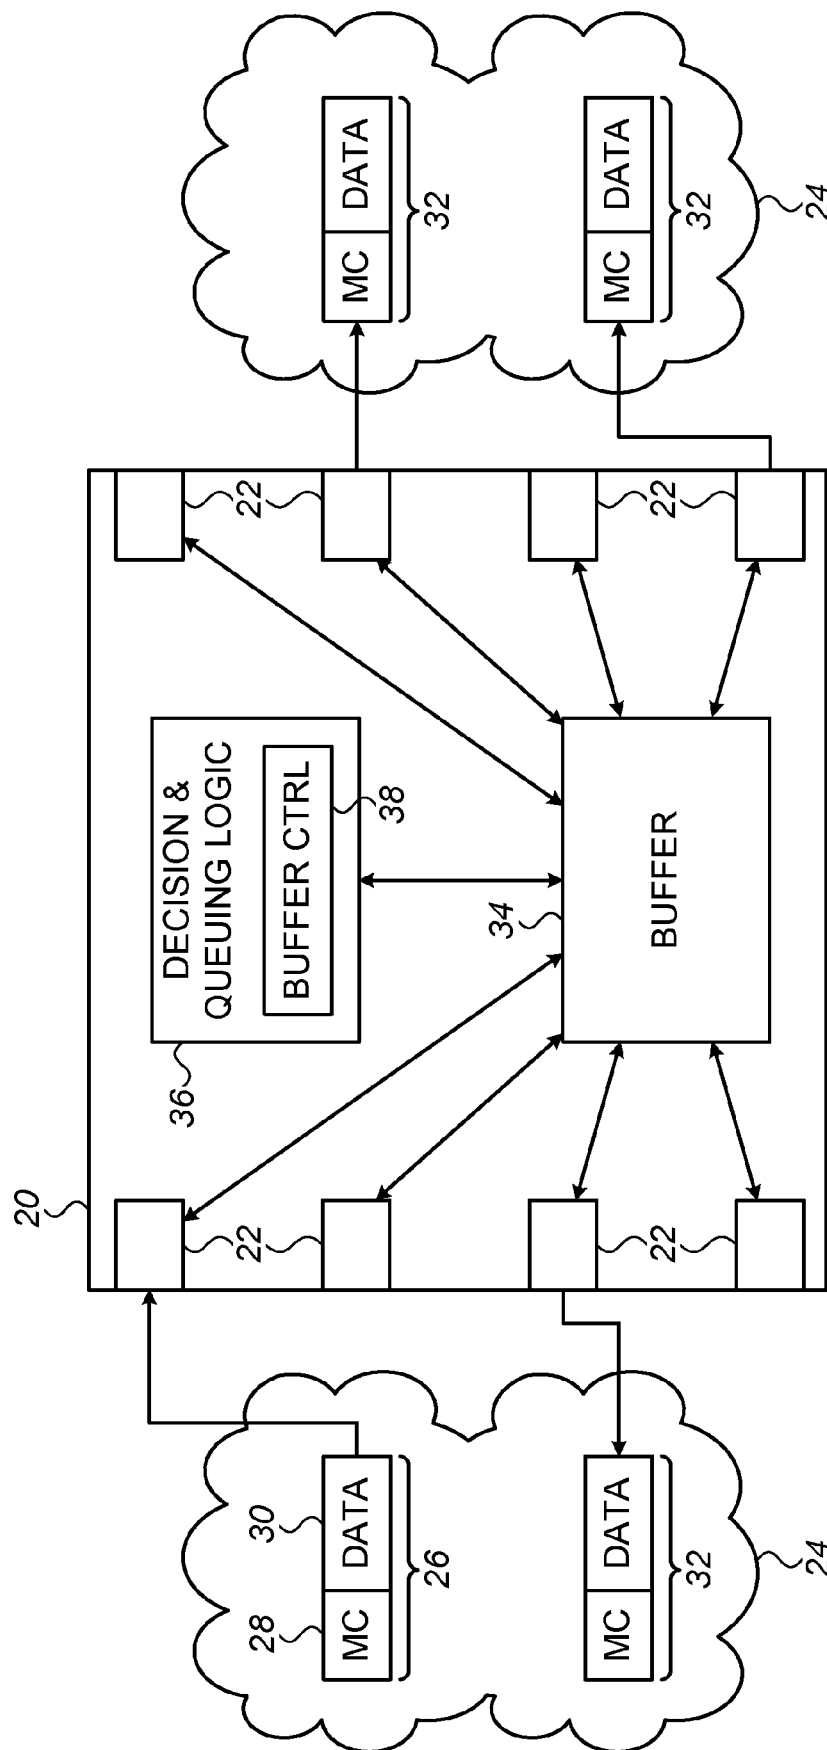 20
DECISION &
36
QUEUING LOGIC
22
22
28
30
22
22
BUFFER CTRL
MC DATA
MC DATA
38
26
32
34
MC DATA
MC DATA
22
22
BUFFER
22
22
32
32
24
24